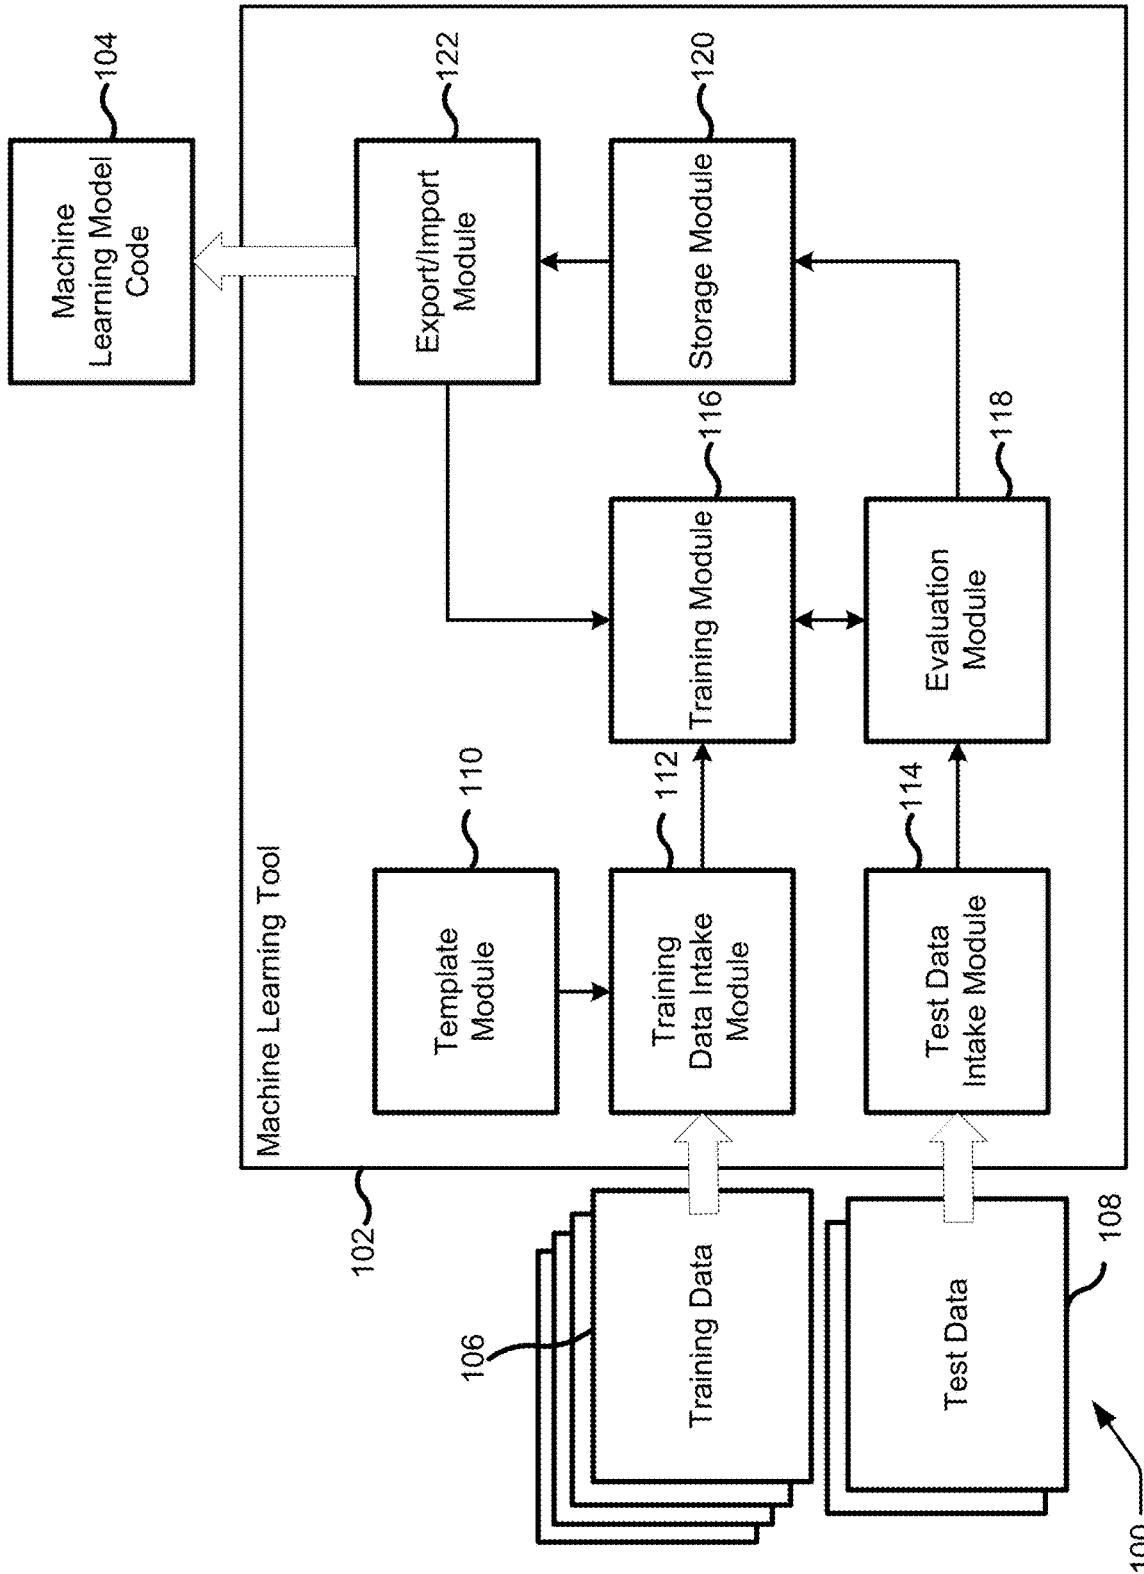 Machine Learning Tool
102
Machine
Learning Model
Code
104
Template
Module
110
Export/Import
Module
122
106
Training Data
Training
Data Intake
Module
112
Training Module
116
Storage Module
120
Test Data
108
Test Data
Intake Module
114
Evaluation
Module
118
100